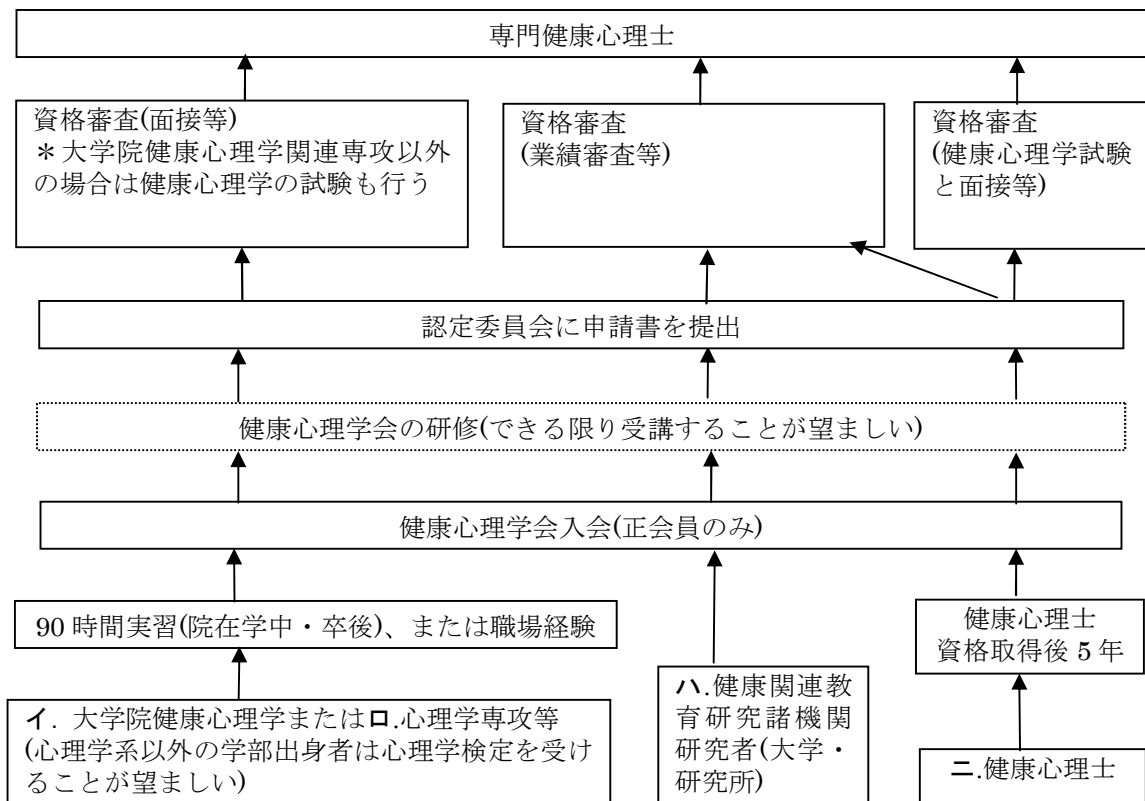 専門健康心理士
資格審査(面接等)
＊大学院健康心理学関連専攻以外
の場合は健康心理学の試験も行う
資格審査
(業績審査等)
資格審査
(健康心理学試験
と面接等)
認定委員会に申請書を提出
健康心理学会の研修(できる限り受講することが望ましい)
健康心理学会入会(正会員のみ)
90 時間実習(院在学中・卒後)、または職場経験
健康心理士
資格取得後 5 年
イ. 大学院健康心理学またはロ.心理学専攻等
(心理学系以外の学部出身者は心理学検定を受け
ることが望ましい)
ハ.健康関連教
育研究諸機関
研究者(大学・
研究所)
ニ.健康心理士